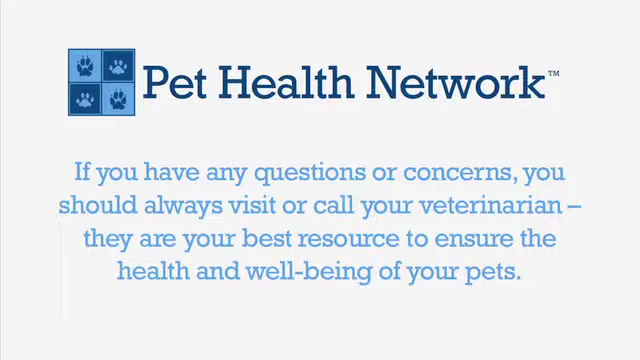 Pet Health Network™
If you have any questions or concerns, you
should always visit or call your veterinarian –
they are your best resource to ensure the
health and well-being of your pets.